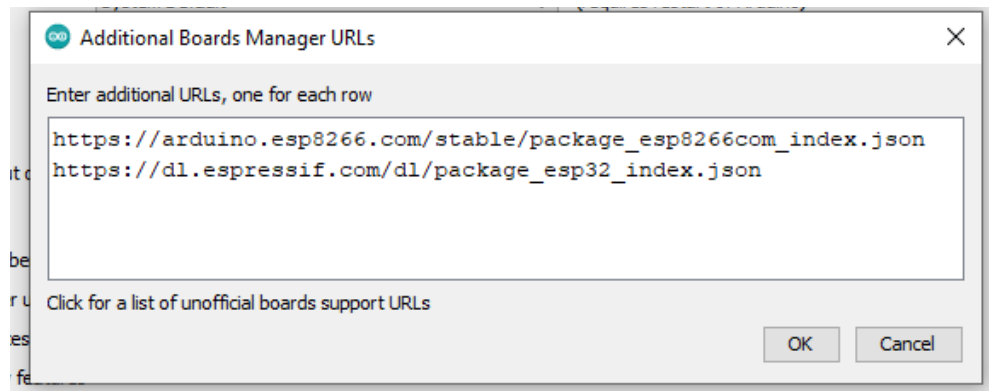 Additional Boards Manager URLs
Enter additional URLs, one for each row
https://arduino.esp8266.com/stable/package_esp8266com_index.json
https://dl.espressif.com/dl/package_esp32_index.json
Click for a list of unofficial boards support URLs
OK Cancel